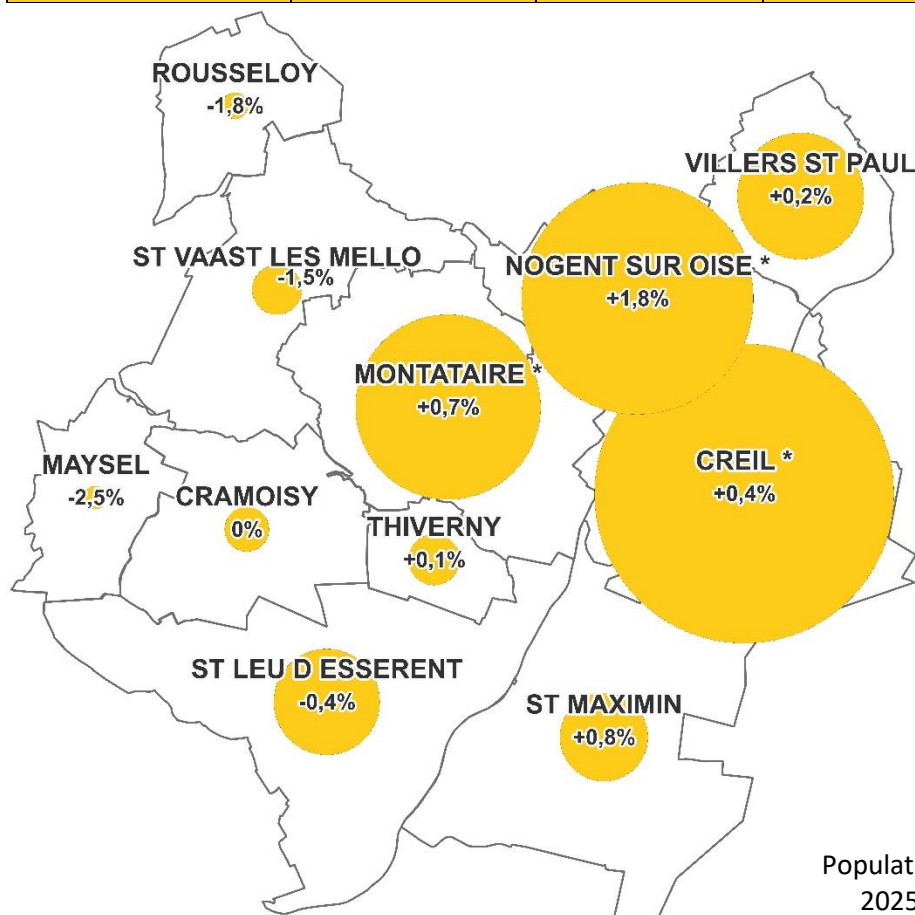 ROUSSELOY
-1,8%
VILLERS ST PAUL
+0,2%
ST VAAST LES MELLO
-1,5%
NOGENT SUR OISE *
+1,8%
MONTATAIRE *
+0,7%
MAYSEL
-2,5%
CRAMOISY
0%
CREIL *
+0,4%
THIVERNY
+0,1%
ST LEU D ESSERENT
-0,4%
ST MAXIMIN
+0,8%
Populat
2025